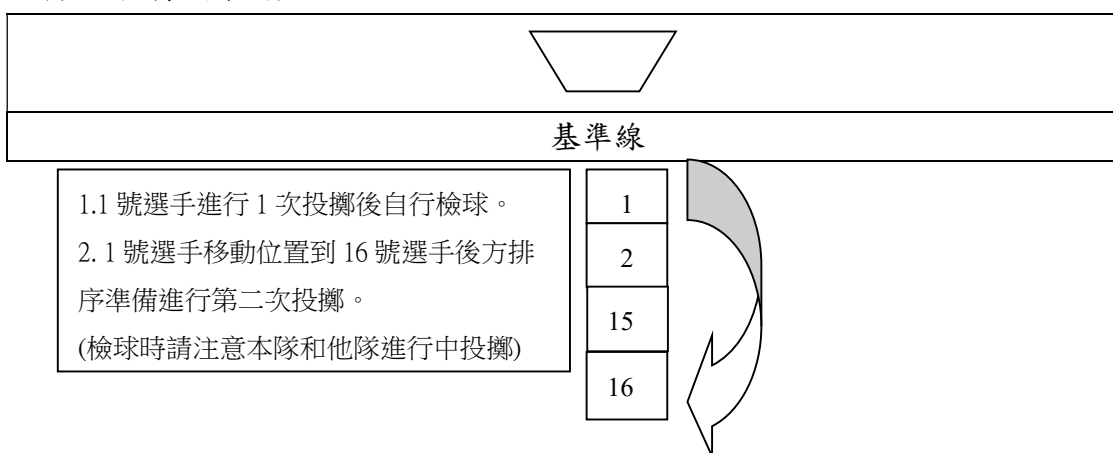 基準線
1.1 號選手進行 1 次投擲後自行檢球。
2. 1 號選手移動位置到 16 號選手後方排
序準備進行第二次投擲。
(檢球時請注意本隊和他隊進行中投擲)
1
2
15
16